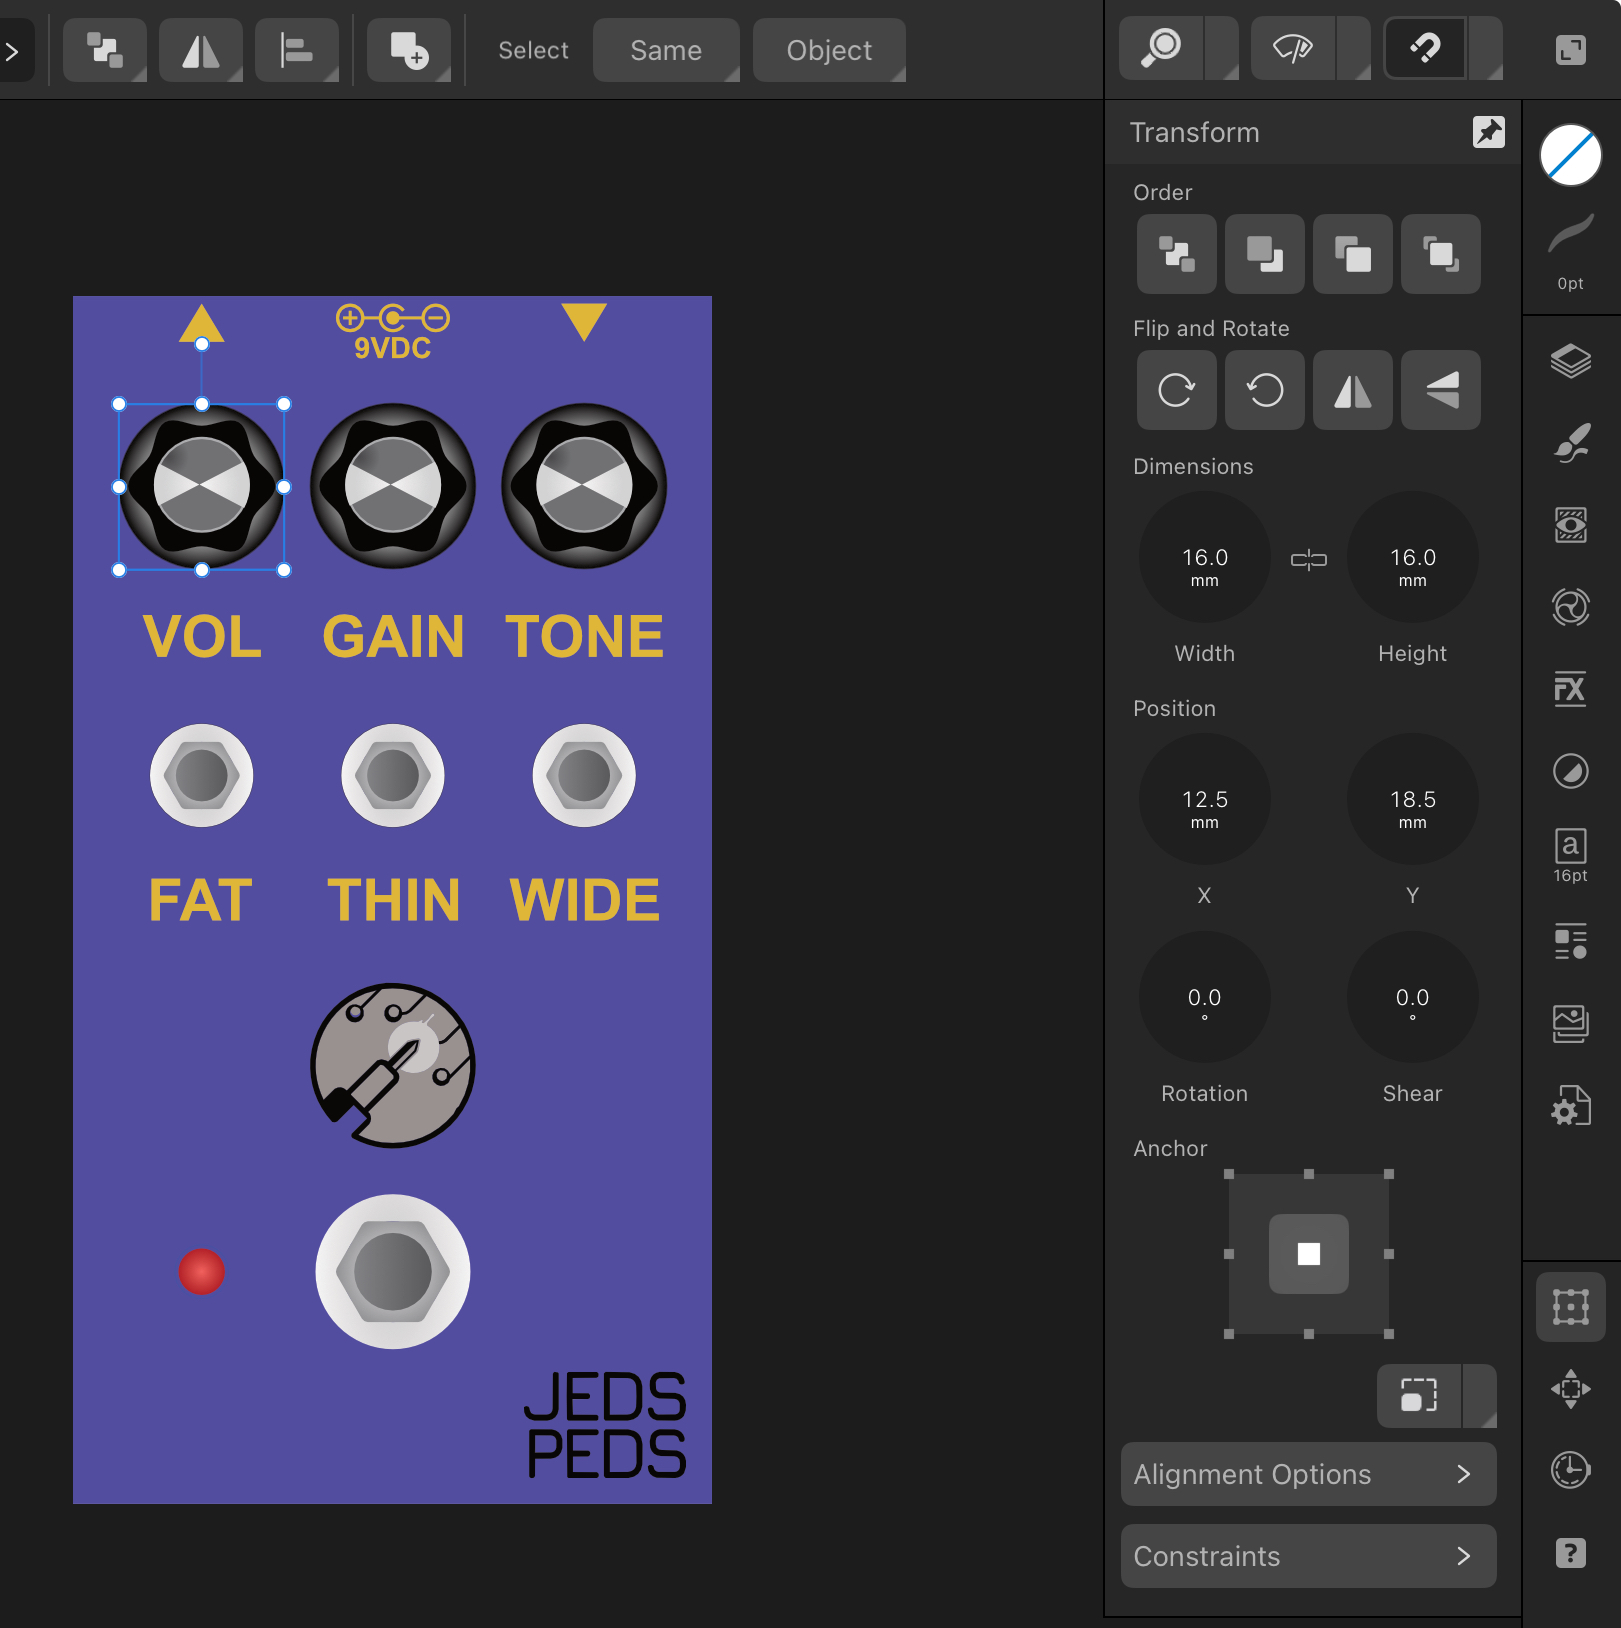 Select
Same
Object
Transform
Order
0pt
Flip and Rotate
9VDC
Dimensions
16.0
mm
16.0
mm
Width
Height
VOL
GAIN
TONE
FX
Position
12.5
mm
18.5
mm
a
16pt
X
Y
FAT
THIN
WIDE
0.0
°
0.0
°
Rotation
Shear
Anchor
JEDS
PEDS
Alignment Options
Constraints
?